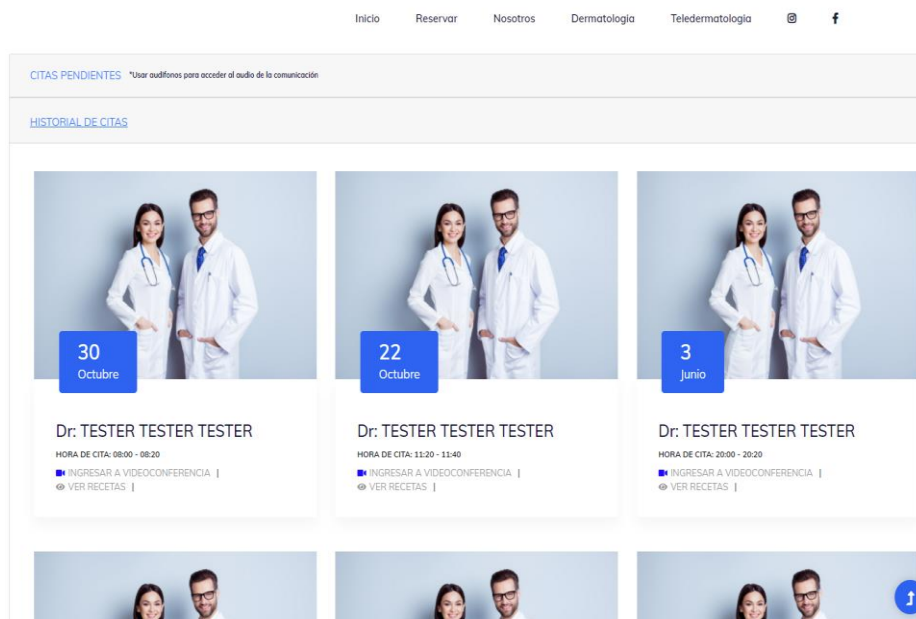 Inicio Reservar Nosotros Dermatologia Teledermatologia
CITAS PENDIENTES *Usar audifonos para acceder al audio de la comunicación
HISTORIAL DE CITAS
30
Octubre
Dr: TESTER TESTER TESTER
HORA DE CITA: 08:00 - 08:20
INGRESAR A VIDEOCONFERENCIA |
VER RECETAS |
22
Octubre
Dr: TESTER TESTER TESTER
HORA DE CITA: 11:20 - 11:40
INGRESAR A VIDEOCONFERENCIA |
VER RECETAS |
3
Junio
Dr: TESTER TESTER TESTER
HORA DE CITA: 20:00 - 20:20
INGRESAR A VIDEOCONFERENCIA |
VER RECETAS |